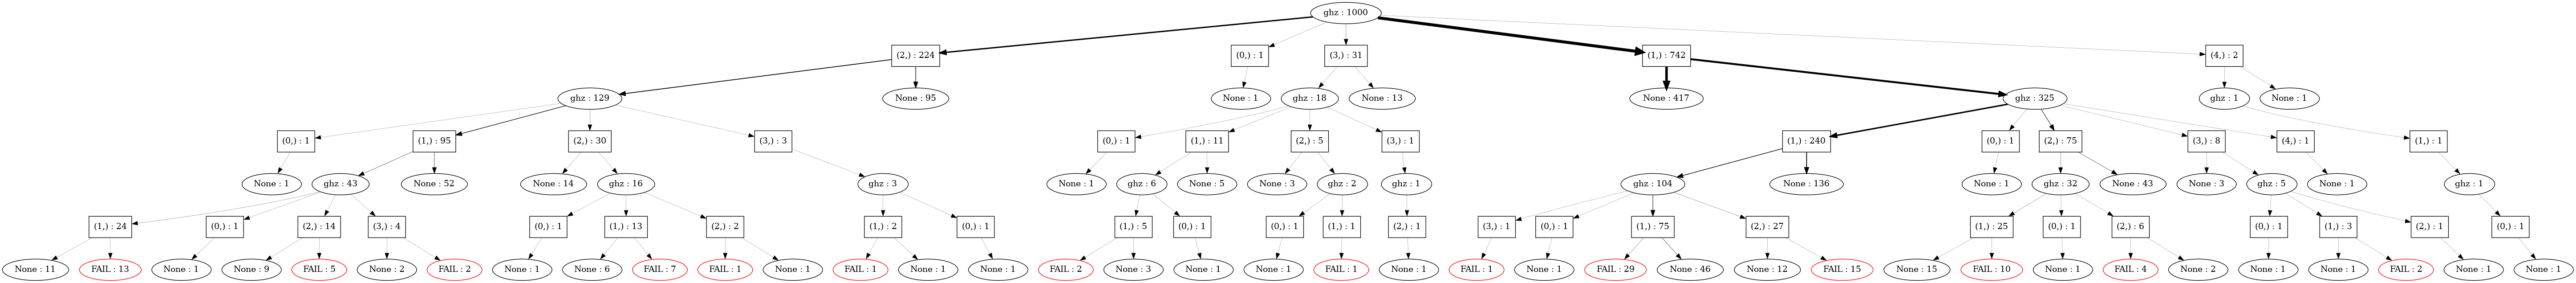 ghz : 1000
(2,) : 224
(0,) : 1
(3,) : 31
(1,) : 742
(4,) : 2
ghz : 129
None : 95
None : 1
ghz : 18
None : 13
None : 417
ghz : 325
ghz : 1
None : 1
(0,) : 1
(1,) : 95
(2,) : 30
(3,) : 3
(0,) : 1
(1,) : 11
(2,) : 5
(3,) : 1
(1,) : 240
(0,) : 1
(2,) : 75
(3,) : 8
(4,) : 1
(1,) : 1
None : 1
ghz : 43
None : 52
None : 14
ghz : 16
ghz : 3
None : 1
ghz : 6
None : 5
None : 3
ghz : 2
ghz : 1
ghz : 104
None : 136
None : 1
ghz : 32
None : 43
None : 3
ghz : 5
None : 1
ghz : 1
(1,) : 24
(0,) : 1
(2,) : 14
(3,) : 4
(0,) : 1
(1,) : 13
(2,) : 2
(1,) : 2
(0,) : 1
(1,) : 5
(0,) : 1
(0,) : 1
(1,) : 1
(2,) : 1
(3,) : 1
(0,) : 1
(1,) : 75
(2,) : 27
(1,) : 25
(0,) : 1
(2,) : 6
(0,) : 1
(1,) : 3
(2,) : 1
(0,) : 1
None : 11
FAIL : 13
None : 1
None : 9
FAIL : 5
None : 2
FAIL : 2
None : 1
None : 6
FAIL : 7
FAIL : 1
None : 1
FAIL : 1
None : 1
None : 1
FAIL : 2
None : 3
None : 1
None : 1
FAIL : 1
None : 1
FAIL : 1
None : 1
FAIL : 29
None : 46
None : 12
FAIL : 15
None : 15
FAIL : 10
None : 1
FAIL : 4
None : 2
None : 1
None : 1
FAIL : 2
None : 1
None : 1